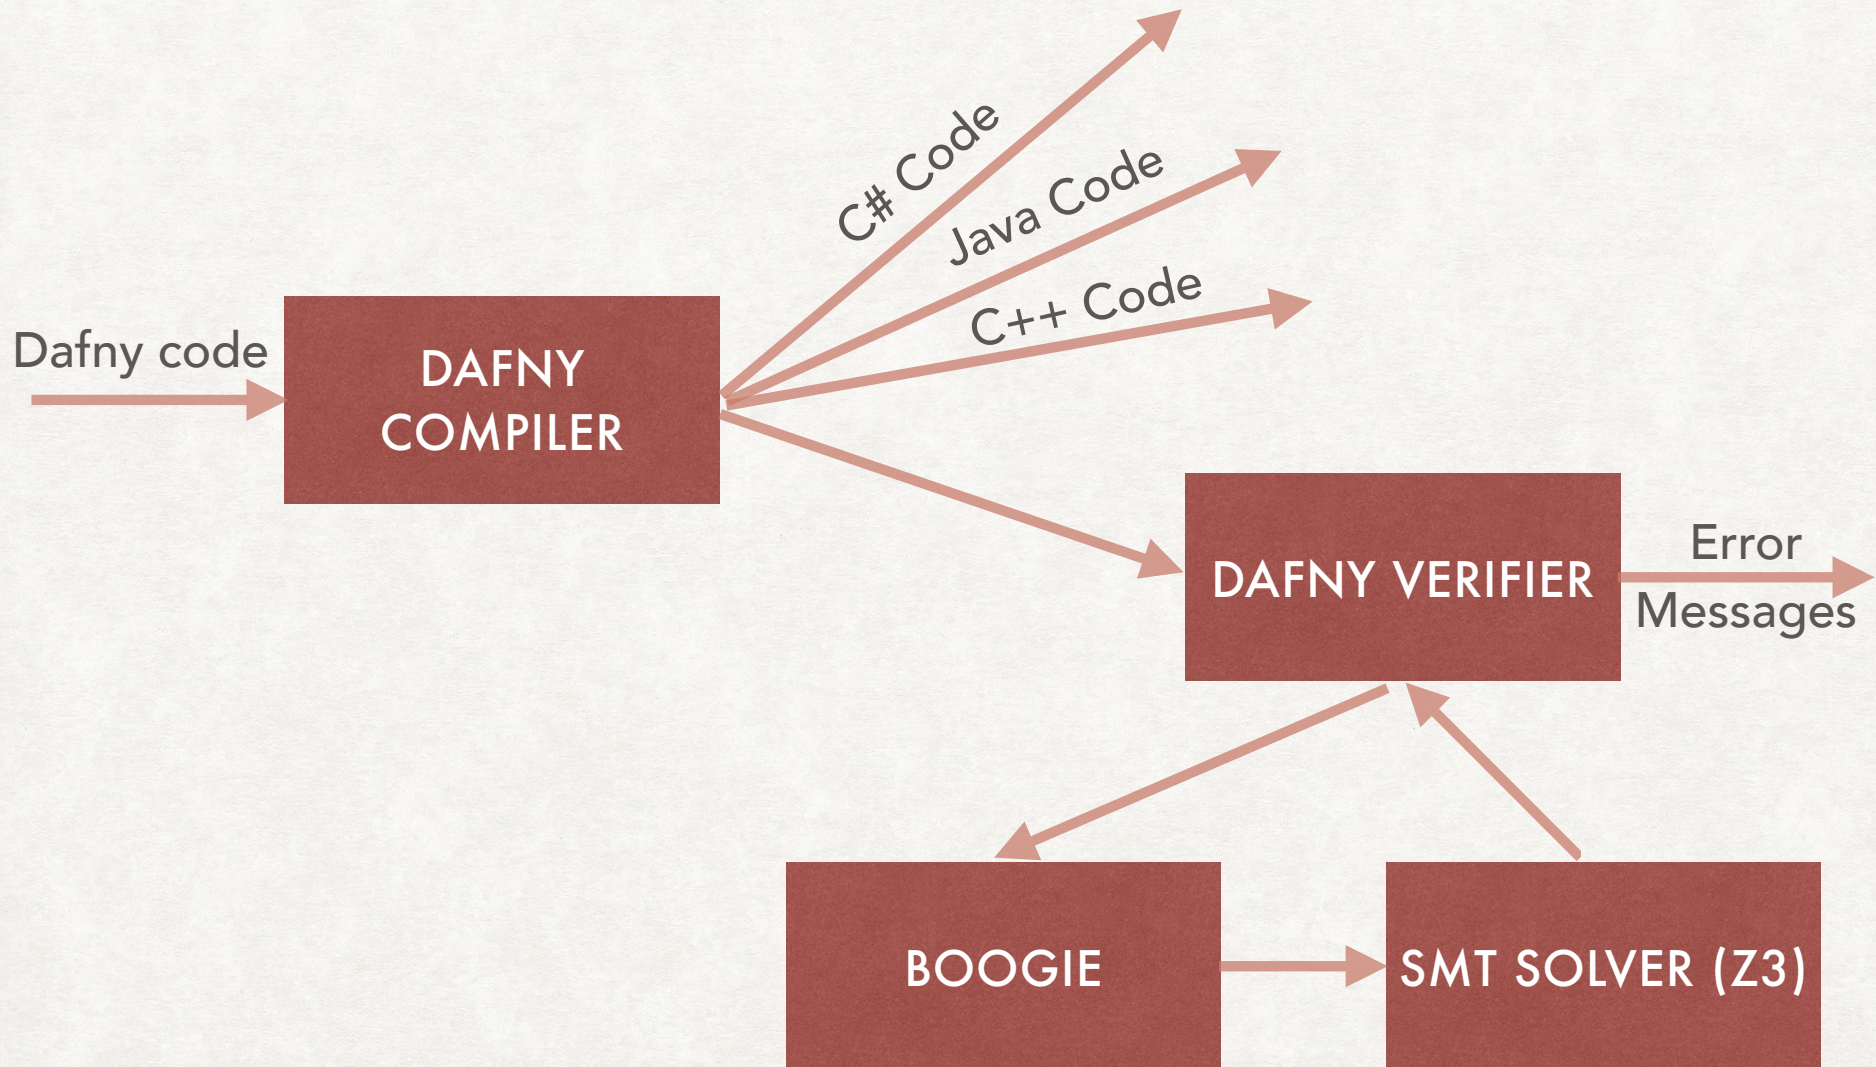 C# Code
Java Code
C++ Code
Dafny code
DAFNY
COMPILER
DAFNY VERIFIER
Error
Messages
BOOGIE
SMT SOLVER (Z3)